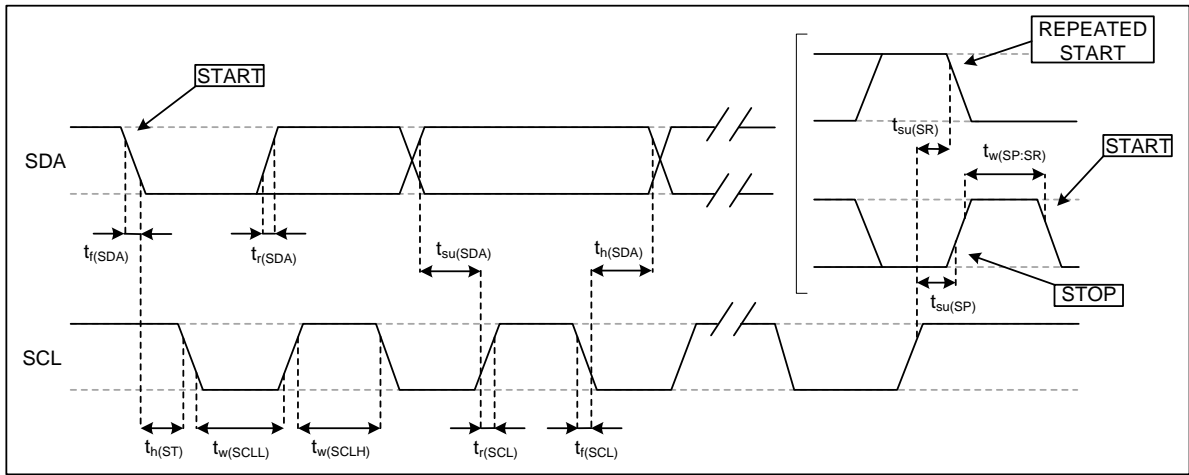 REPEATED
START
START
t_su(SR)
START
SDA
t_w(SP:SR)
t_f(SDA)
t_r(SDA)
t_su(SDA)
t_h(SDA)
STOP
t_su(SP)
SCL
t_h(ST)
t_w(SCLL)
t_w(SCLH)
t_r(SCL)
t_f(SCL)